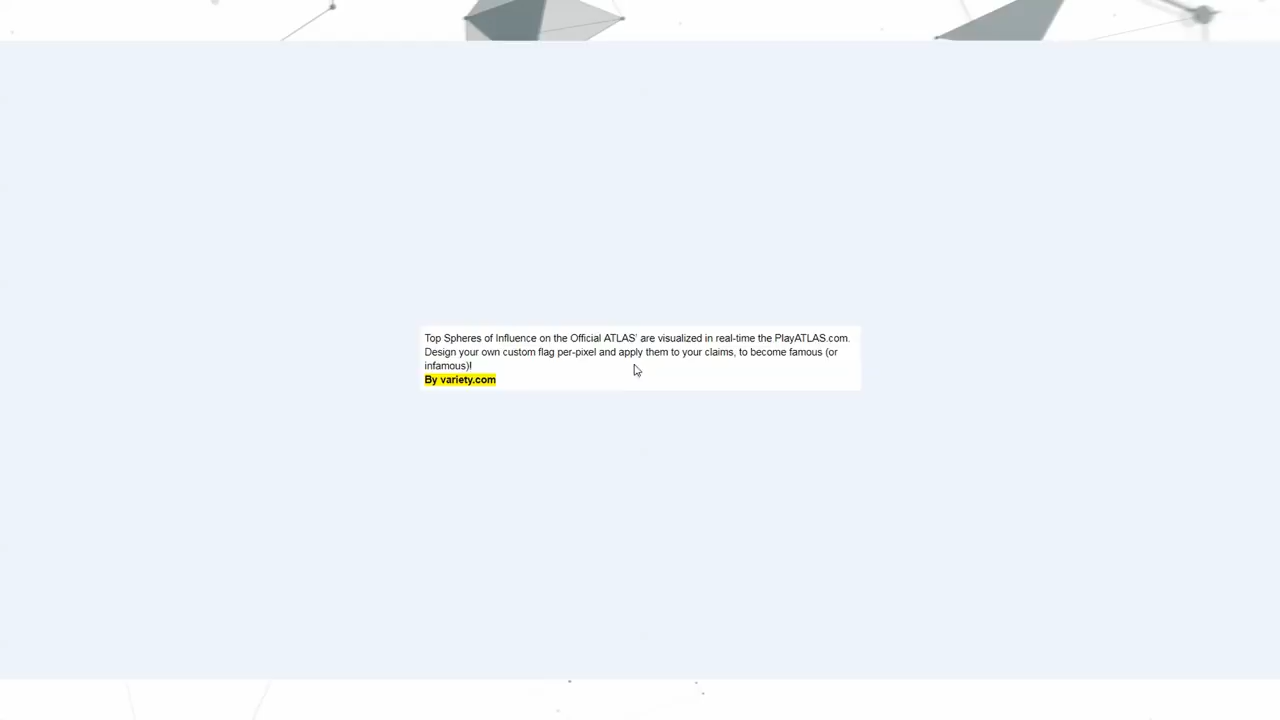 Top Spheres of Influence on the Official ATLAS' are visualized in real-time the PlayATLAS.com.
Design your own custom flag per-pixel and apply them to your claims, to become famous (or
infamous)!
By variety.com